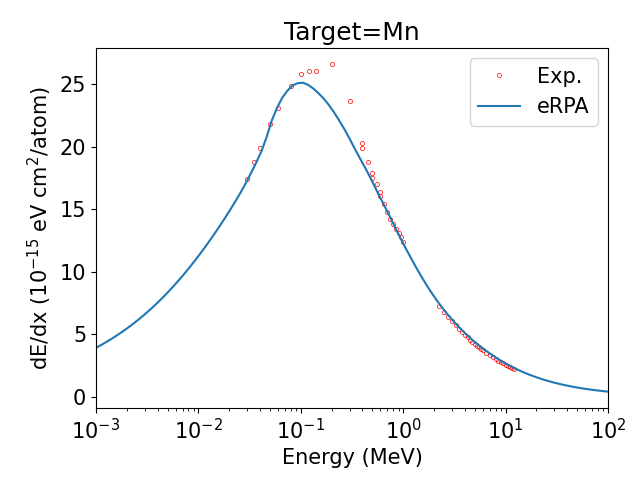 Target=Mn
Exp.
eRPA
dE/dx (10⁻¹⁵ eV cm²/atom)
25
20
15
10
5
0
10⁻³ 10⁻² 10⁻¹ 10⁰ 10¹ 10²
Energy (MeV)